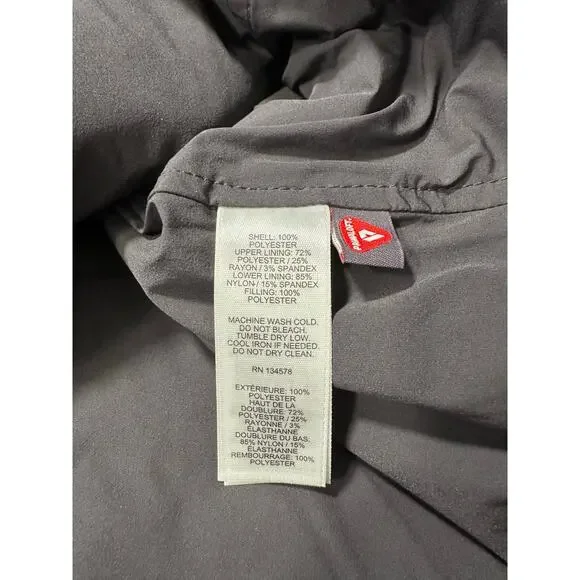 SHELL: 100%
POLYESTER
UPPER LINING: 72%
POLYESTER / 25%
RAYON / 3% SPANDEX
LOWER LINING: 85%
NYLON / 15% SPANDEX
FILLING: 100%
POLYESTER
MACHINE WASH COLD.
DO NOT BLEACH.
TUMBLE DRY LOW.
COOL IRON IF NEEDED.
DO NOT DRY CLEAN.
RN 134578
EXTÉRIEURE: 100%
POLYESTER
HAUT DE LA
DOUBLURE: 72%
POLYESTER / 25%
RAYONNE / 3%
ÉLASTHANNE
DOUBLURE DU BAS:
85% NYLON / 15%
ÉLASTHANNE
REMBOURRAGE: 100%
POLYESTER
PRIMALOFT